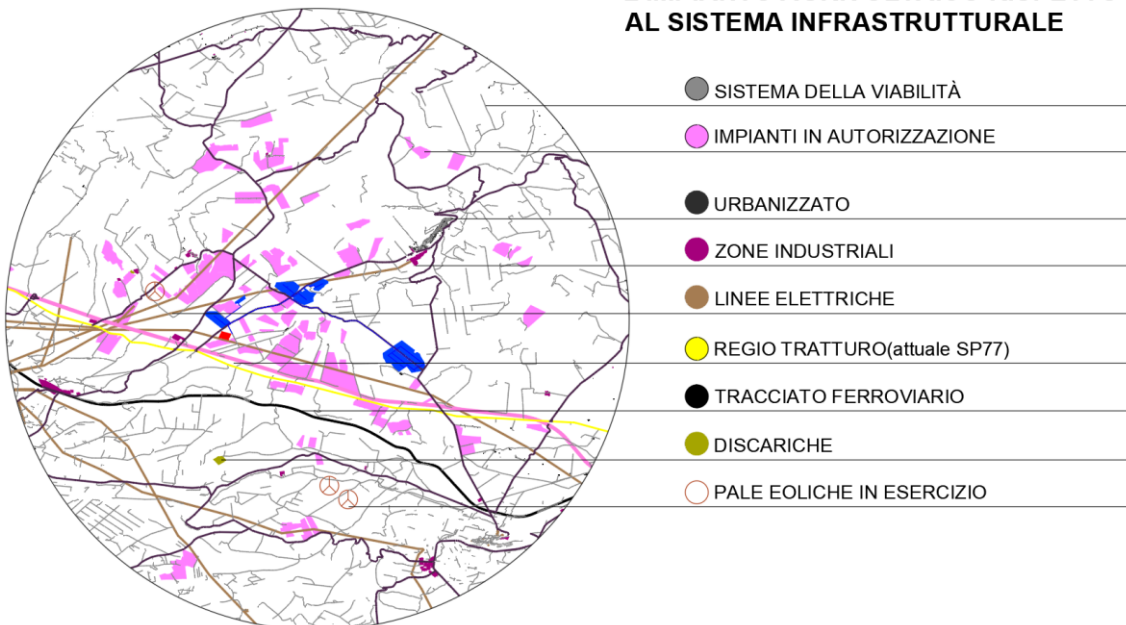 AL SISTEMA INFRASTRUTTURALE
SISTEMA DELLA VIABILITÀ
IMPIANTI IN AUTORIZZAZIONE
URBANIZZATO
ZONE INDUSTRIALI
LINEE ELETTRICHE
REGIO TRATTURO(attuale SP77)
TRACCIATO FERROVIARIO
DISCARICHE
PALE EOLICHE IN ESERCIZIO